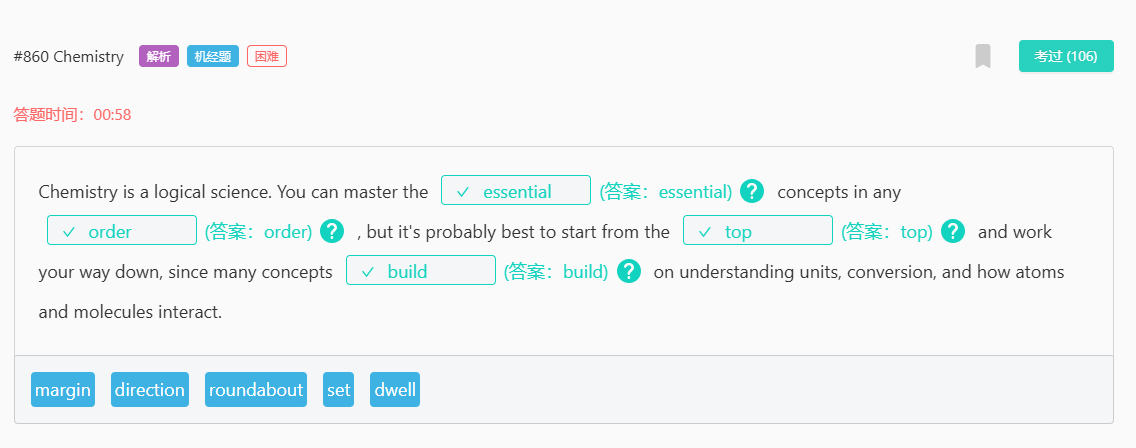 #860 Chemistry 解析 机经题 困难 考过 (106)
答题时间：00:58
Chemistry is a logical science. You can master the ✓ essential (答案：essential) ? concepts in any
✓ order (答案：order) ? , but it's probably best to start from the ✓ top (答案：top) ? and work
your way down, since many concepts ✓ build (答案：build) ? on understanding units, conversion, and how atoms
and molecules interact.
margin direction roundabout set dwell